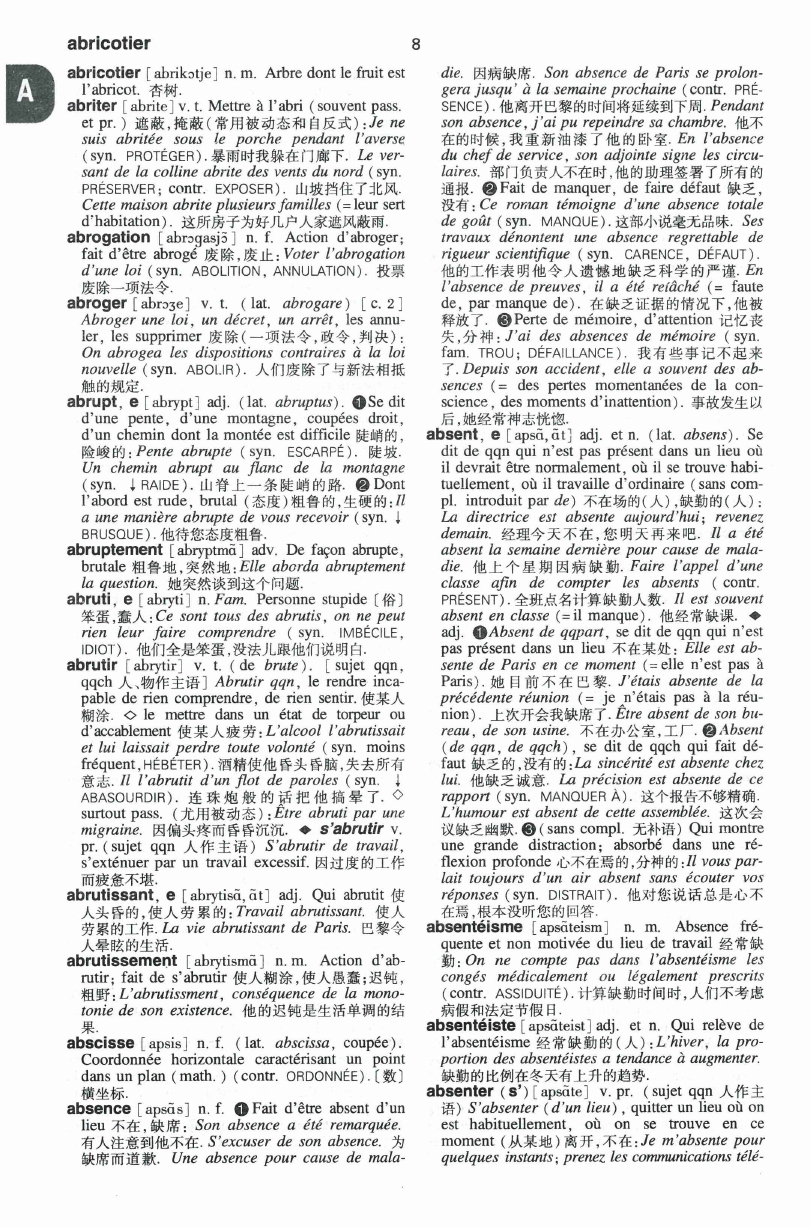 abricotier
8
A
abricotier [abrikɔtje] n. m. Arbre dont le fruit est
l'abricot. 杏树.
abriter [abrite] v. t. Mettre à l'abri (souvent pass.
et pr.) 遮蔽,掩蔽(常用被动态和自反式):Je ne
suis abritée sous le porche pendant l'averse
(syn. PROTÉGER). 暴雨时我躲在门廊下. Le ver-
sant de la colline abrite des vents du nord (syn.
PRÉSERVER; contr. EXPOSER). 山坡挡住了北风.
Cette maison abrite plusieurs familles (= leur sert
d'habitation). 这所房子为好几户人家遮风蔽雨.
abrogation [abrɔgasjɔ̃] n. f. Action d'abroger;
fait d'être abrogé 废除,废止:Voter l'abrogation
d'une loi (syn. ABOLITION, ANNULATION). 投票
废除一项法令.
abroger [abrɔʒe] v. t. (lat. abrogare) [c. 2]
Abroger une loi, un décret, un arrêt, les annu-
ler, les supprimer 废除(一项法令,政令,判决):
On abrogea les dispositions contraires à la loi
nouvelle (syn. ABOLIR). 人们废除了与新法相抵
触的规定.
abrupt, e [abrypt] adj. (lat. abruptus). ❶Se dit
d'une pente, d'une montagne, coupées droit,
d'un chemin dont la montée est difficile 陡峭的,
险峻的:Pente abrupte (syn. ESCARPÉ). 陡坡.
Un chemin abrupt au flanc de la montagne
(syn. ↓ RAIDE). 山脊上一条陡峭的路. ❷Dont
l'abord est rude, brutal (态度)粗鲁的,生硬的:Il
a une manière abrupte de vous recevoir (syn. ↓
BRUSQUE). 他待您态度粗鲁.
abruptement [abryptmɑ̃] adv. De façon abrupte,
brutale 粗鲁地,突然地:Elle aborda abruptement
la question. 她突然谈到这个问题.
abruti, e [abryti] n. Fam. Personne stupide [俗]
笨蛋,蠢人:Ce sont tous des abrutis, on ne peut
rien leur faire comprendre (syn. IMBÉCILE,
IDIOT). 他们全是笨蛋,没法儿跟他们说明白.
abrutir [abrytir] v. t. (de brute). [sujet qqn,
qqch 人、物作主语] Abrutir qqn, le rendre inca-
pable de rien comprendre, de rien sentir. 使某人
糊涂. ◇ le mettre dans un état de torpeur ou
d'accablement 使某人疲劳:L'alcool l'abrutissait
et lui laissait perdre toute volonté (syn. moins
fréquent, HÉBÉTER). 酒精使他昏头昏脑,失去所有
意志. Il l'abrutit d'un flot de paroles (syn. ↓
ABASOURDIR). 连珠炮般的话把他搞晕了. ◇
surtout pass. (尤用被动态):Être abruti par une
migraine. 因偏头疼而昏昏沉沉. ◆ s'abrutir v.
pr. (sujet qqn 人作主语) S'abrutir de travail,
s'exténuer par un travail excessif. 因过度的工作
而疲惫不堪.
abrutissant, e [abrytisɑ̃, ɑ̃t] adj. Qui abrutit 使
人头昏的,使人劳累的:Travail abrutissant. 使人
劳累的工作. La vie abrutissant de Paris. 巴黎令
人晕眩的生活.
abrutissement [abrytismɑ̃] n. m. Action d'ab-
rutir; fait de s'abrutir 使人糊涂,使人愚蠢;迟钝,
粗野:L'abrutissment, conséquence de la mono-
tonie de son existence. 他的迟钝是生活单调的结
果.
abscisse [apsis] n. f. (lat. abscissa, coupée).
Coordonnée horizontale caractérisant un point
dans un plan (math.) (contr. ORDONNÉE). [数]
横坐标.
absence [apsɑ̃s] n. f. ❶Fait d'être absent d'un
lieu 不在,缺席: Son absence a été remarquée.
有人注意到他不在. S'excuser de son absence. 为
缺席而道歉. Une absence pour cause de mala-
die. 因病缺席. Son absence de Paris se prolon-
gera jusqu' à la semaine prochaine (contr. PRÉ-
SENCE). 他离开巴黎的时间将延续到下周. Pendant
son absence, j'ai pu repeindre sa chambre. 他不
在的时候,我重新油漆了他的卧室. En l'absence
du chef de service, son adjointe signe les circu-
laires. 部门负责人不在时,他的助理签署了所有的
通报. ❷Fait de manquer, de faire défaut 缺乏,
没有:Ce roman témoigne d'une absence totale
de goût (syn. MANQUE). 这部小说毫无品味. Ses
travaux dénontent une absence regrettable de
rigueur scientifique (syn. CARENCE, DÉFAUT).
他的工作表明他令人遗憾地缺乏科学的严谨. En
l'absence de preuves, il a été reíâché (= faute
de, par manque de). 在缺乏证据的情况下,他被
释放了. ❸Perte de mémoire, d'attention 记忆丧
失,分神:J'ai des absences de mémoire (syn.
fam. TROU; DÉFAILLANCE). 我有些事记不起来
了. Depuis son accident, elle a souvent des ab-
sences (= des pertes momentanées de la con-
science, des moments d'inattention). 事故发生以
后,她经常神志恍惚.
absent, e [apsɑ̃, ɑ̃t] adj. et n. (lat. absens). Se
dit de qqn qui n'est pas présent dans un lieu où
il devrait être normalement, où il se trouve habi-
tuellement, où il travaille d'ordinaire (sans com-
pl. introduit par de) 不在场的(人),缺勤的(人):
La directrice est absente aujourd'hui; revenez
demain. 经理今天不在,您明天再来吧. Il a été
absent la semaine dernière pour cause de mala-
die. 他上个星期因病缺勤. Faire l'appel d'une
classe afin de compter les absents (contr.
PRÉSENT). 全班点名计算缺勤人数. Il est souvent
absent en classe (= il manque). 他经常缺课. ◆
adj. ❶Absent de qqpart, se dit de qqn qui n'est
pas présent dans un lieu 不在某处: Elle est ab-
sente de Paris en ce moment (= elle n'est pas à
Paris). 她目前不在巴黎. J'étais absente de la
précédente réunion (= je n'étais pas à la réu-
nion). 上次开会我缺席了. Être absent de son bu-
reau, de son usine. 不在办公室,工厂. ❷Absent
(de qqn, de qqch), se dit de qqch qui fait dé-
faut 缺乏的,没有的:La sincérité est absente chez
lui. 他缺乏诚意. La précision est absente de ce
rapport (syn. MANQUER À). 这个报告不够精确.
L'humour est absent de cette assemblée. 这次会
议缺乏幽默. ❸(sans compl. 无补语) Qui montre
une grande distraction; absorbé dans une ré-
flexion profonde 心不在焉的,分神的:Il vous par-
lait toujours d'un air absent sans écouter vos
réponses (syn. DISTRAIT). 他对您说话总是心不
在焉,根本没听您的回答.
absentéisme [apsɑ̃teism] n. m. Absence fré-
quente et non motivée du lieu de travail 经常缺
勤:On ne compte pas dans l'absentéisme les
congés médicalement ou légalement prescrits
(contr. ASSIDUITÉ). 计算缺勤时间时,人们不考虑
病假和法定节假日.
absentéiste [apsɑ̃teist] adj. et n. Qui relève de
l'absentéisme 经常缺勤的(人):L'hiver, la pro-
portion des absentéistes a tendance à augmenter.
缺勤的比例在冬天有上升的趋势.
absenter (s') [apsɑ̃te] v. pr. (sujet qqn 人作主
语) S'absenter (d'un lieu), quitter un lieu où on
est habituellement, où on se trouve en ce
moment (从某地)离开,不在:Je m'absente pour
quelques instants; prenez les communications télé-